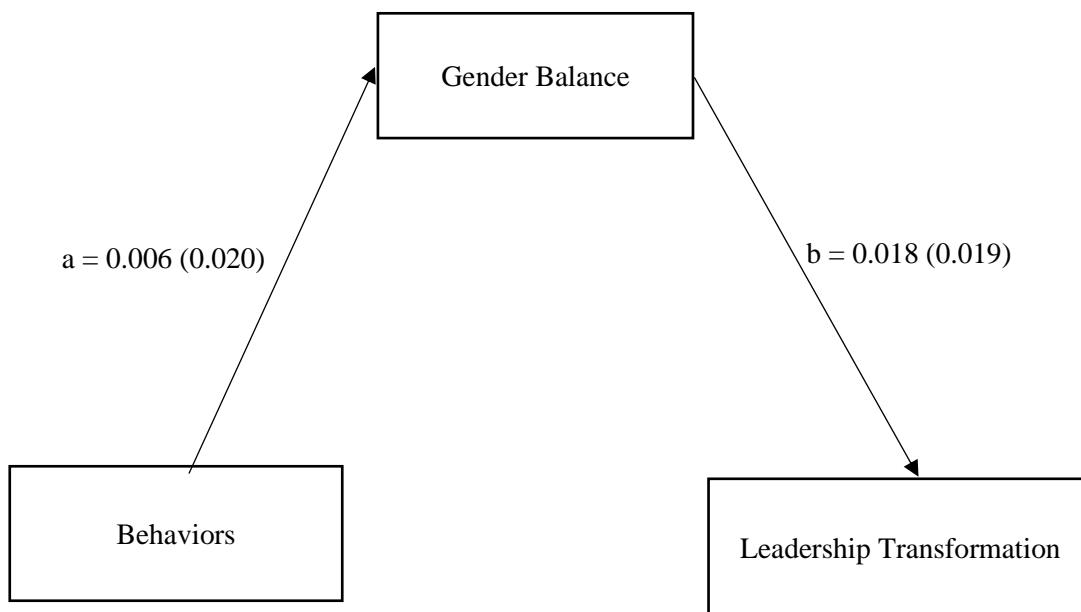 Gender Balance
a = 0.006 (0.020)
b = 0.018 (0.019)
Behaviors
Leadership Transformation